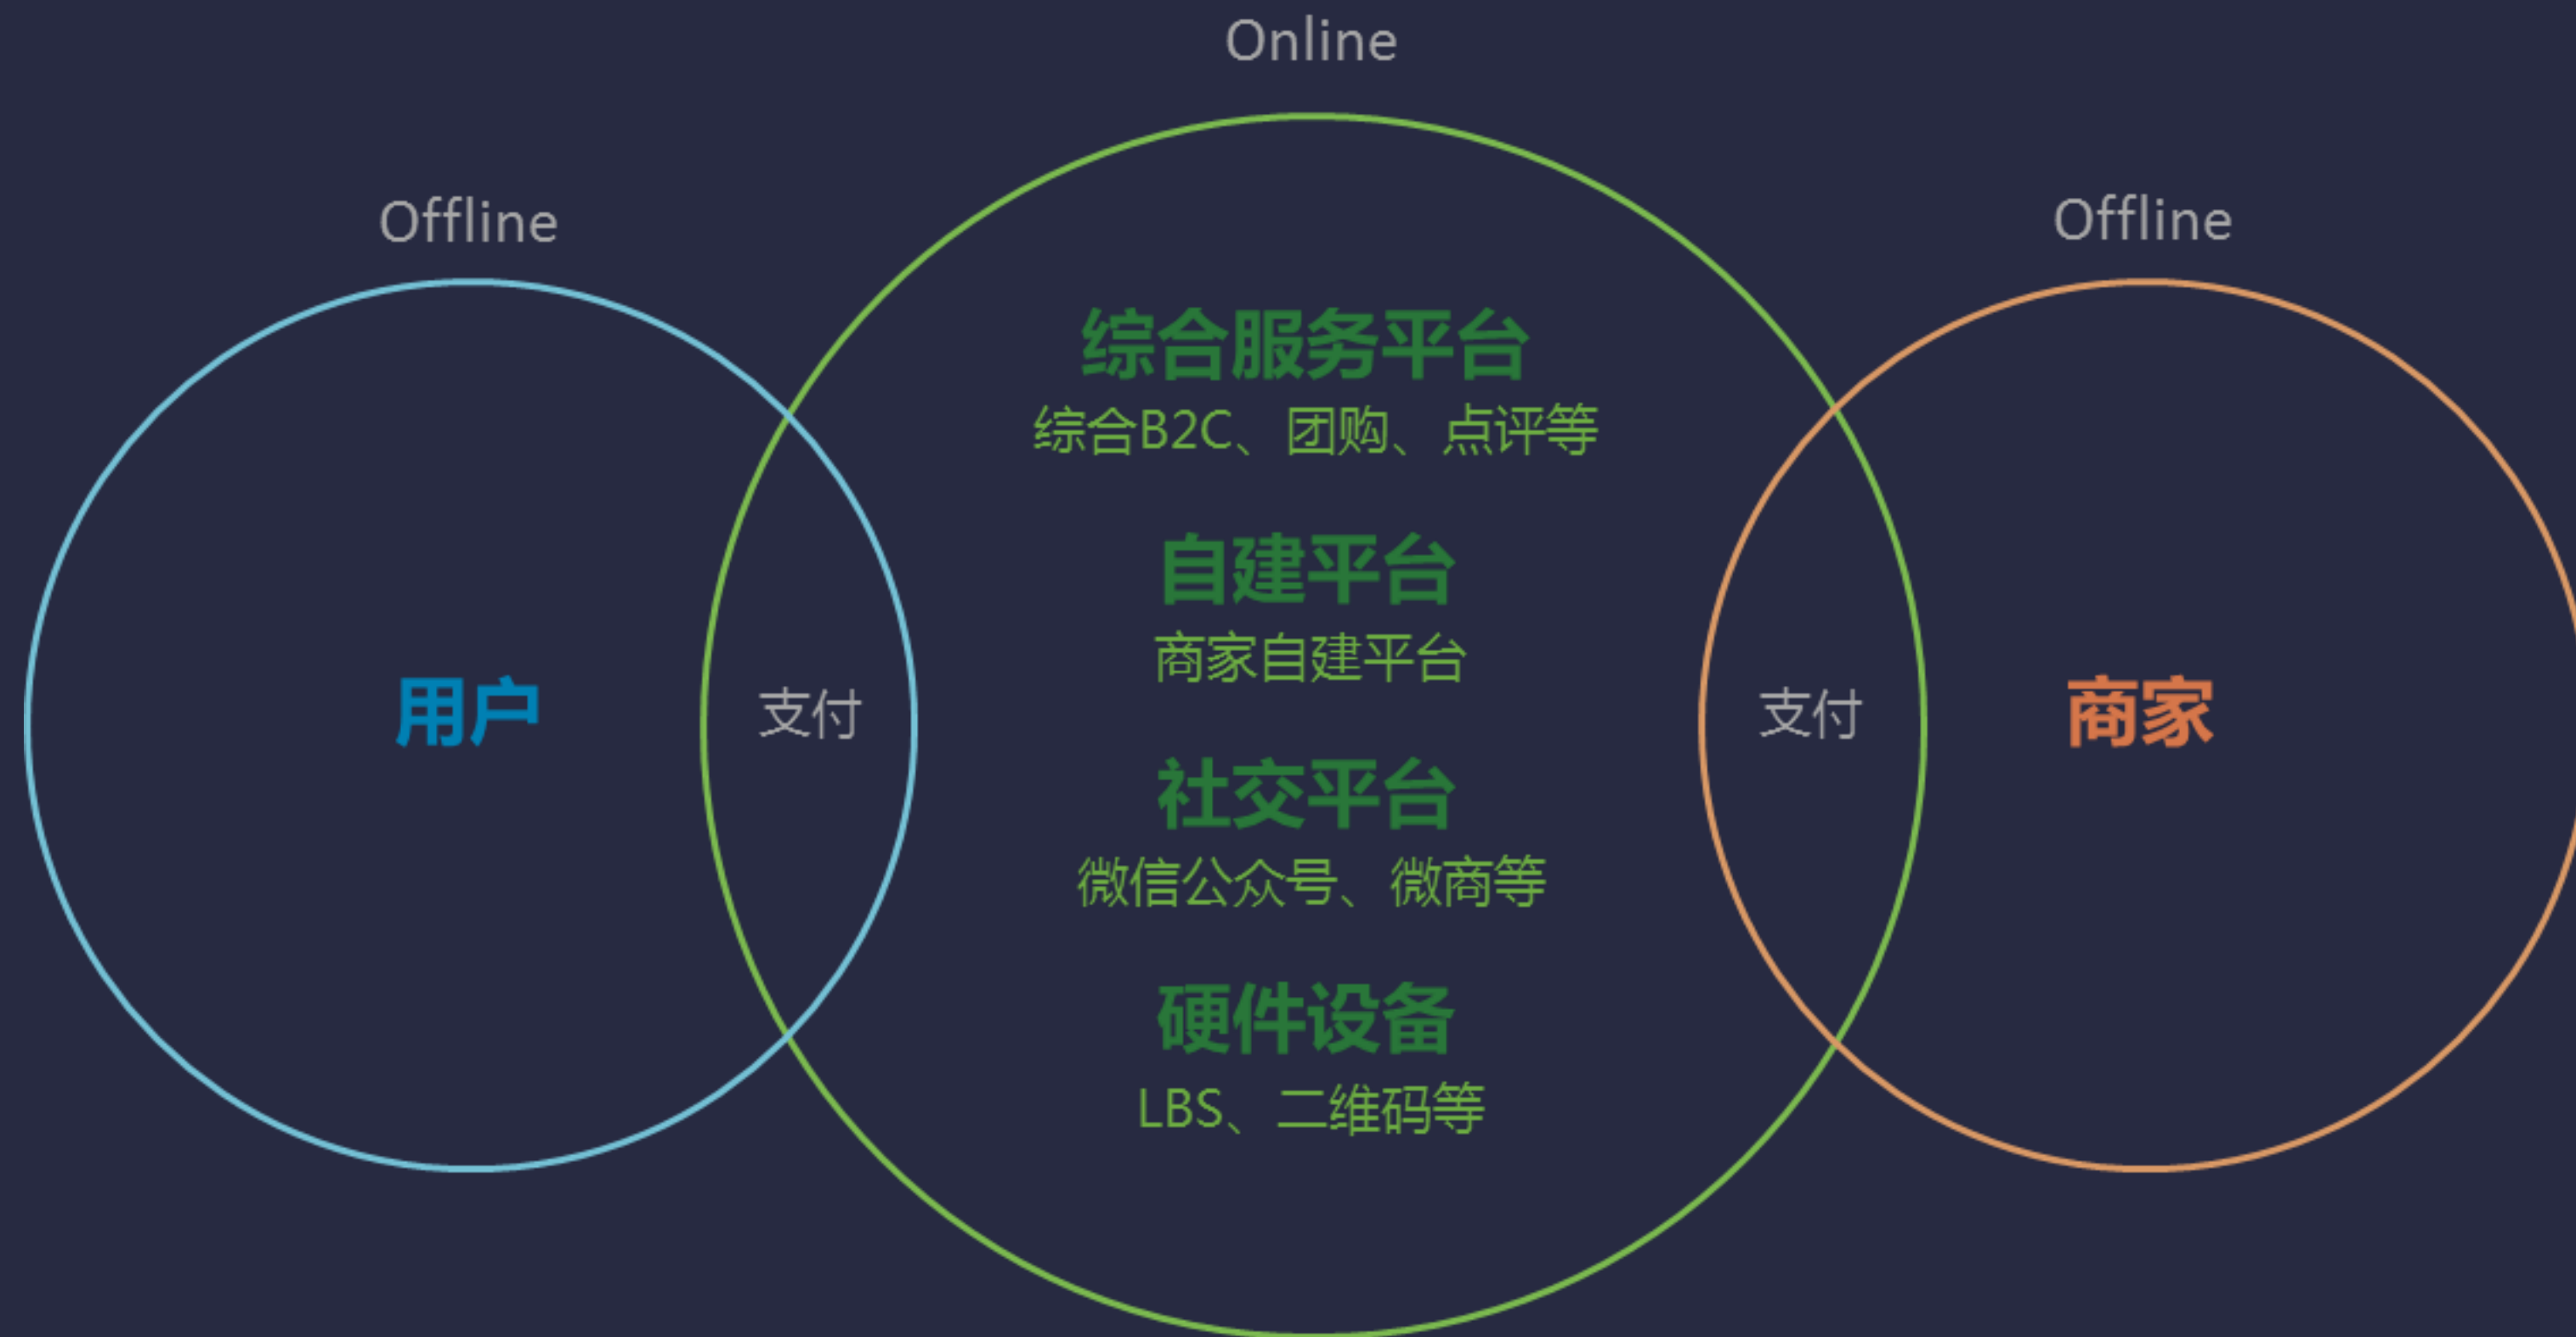 Online
Offline
Offline
综合服务平台
综合B2C、团购、点评等
自建平台
商家自建平台
用户
支付
支付
商家
社交平台
微信公众号、微商等
硬件设备
LBS、二维码等